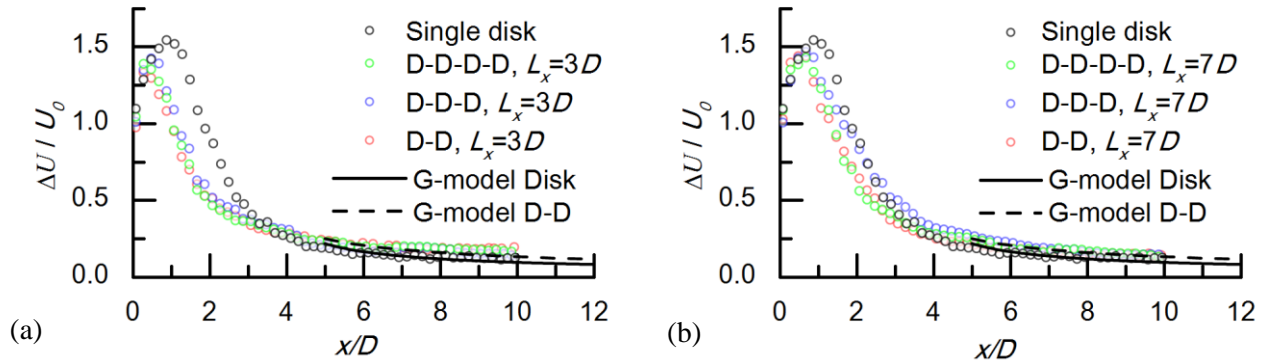 ΔU / U₀
1.5
1.0
0.5
0.0
Single disk
D-D-D-D, Lₓ=3D
D-D-D, Lₓ=3D
D-D, Lₓ=3D
G-model Disk
G-model D-D
0 2 4 6 8 10 12
x/D
(a)
ΔU / U₀
1.5
1.0
0.5
0.0
Single disk
D-D-D-D, Lₓ=7D
D-D-D, Lₓ=7D
D-D, Lₓ=7D
G-model Disk
G-model D-D
0 2 4 6 8 10 12
x/D
(b)